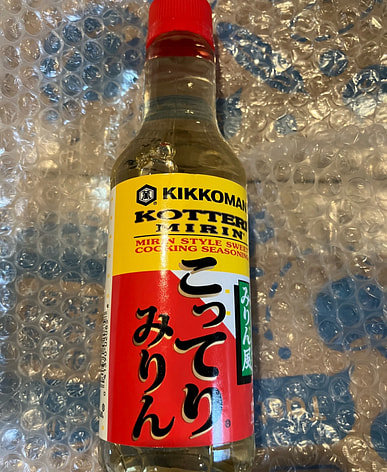 KIKKOMAN
KOTTERI
MIRIN
MIRIN STYLE SWEET
COOKING SEASONING
こってり
みりん
みりん風